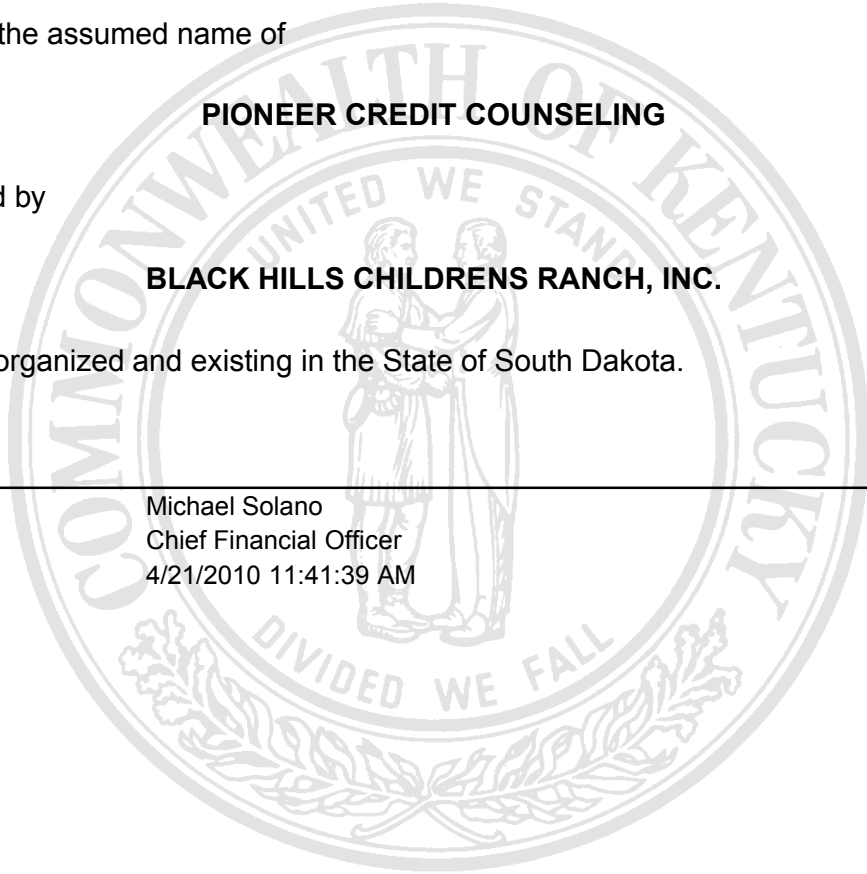 the assumed name of
PIONEER CREDIT COUNSELING
d by
BLACK HILLS CHILDRENS RANCH, INC.
organized and existing in the State of South Dakota.
Michael Solano
Chief Financial Officer
4/21/2010 11:41:39 AM
COMMONWEALTH OF KENTUCKY
UNITED WE STAND
DIVIDED WE FALL